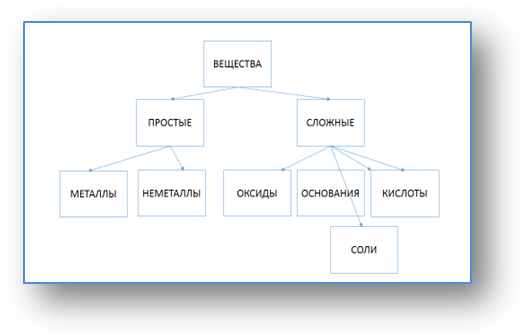 ВЕЩЕСТВА
ПРОСТЫЕ
СЛОЖНЫЕ
МЕТАЛЛЫ
НЕМЕТАЛЛЫ
ОКСИДЫ
ОСНОВАНИЯ
КИСЛОТЫ
СОЛИ